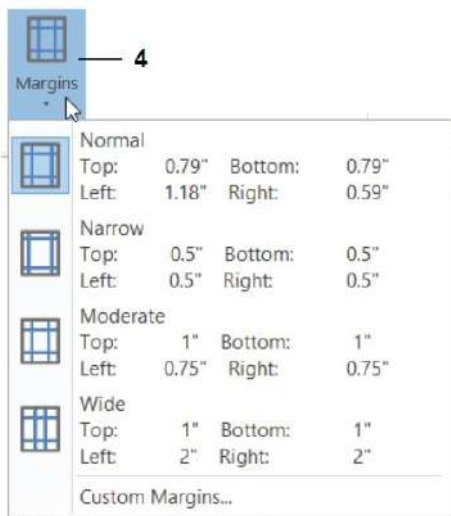 4
Margins
Normal
Top: 0.79" Bottom: 0.79"
Left: 1.18" Right: 0.59"
Narrow
Top: 0.5" Bottom: 0.5"
Left: 0.5" Right: 0.5"
Moderate
Top: 1" Bottom: 1"
Left: 0.75" Right: 0.75"
Wide
Top: 1" Bottom: 1"
Left: 2" Right: 2"
Custom Margins...